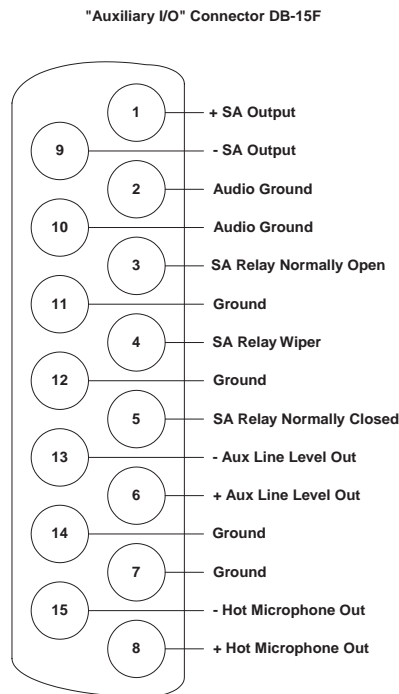 "Auxiliary I/O" Connector DB-15F
1 + SA Output
9 - SA Output
2 Audio Ground
10 Audio Ground
3 SA Relay Normally Open
11 Ground
4 SA Relay Wiper
12 Ground
5 SA Relay Normally Closed
13 - Aux Line Level Out
6 + Aux Line Level Out
14 Ground
7 Ground
15 - Hot Microphone Out
8 + Hot Microphone Out